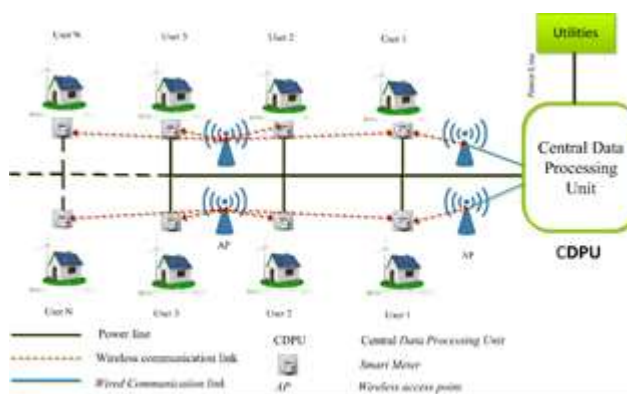 User N
User 3
User 2
User 1
Utilities
Power Line
Central Data
Processing
Unit
CDPU
AP
AP
User N
User 3
User 2
User 1
Power line
Wireless communication link
Wired Communication link
CDPU
AP
Central Data Processing Unit
Smart Meter
Wireless access point